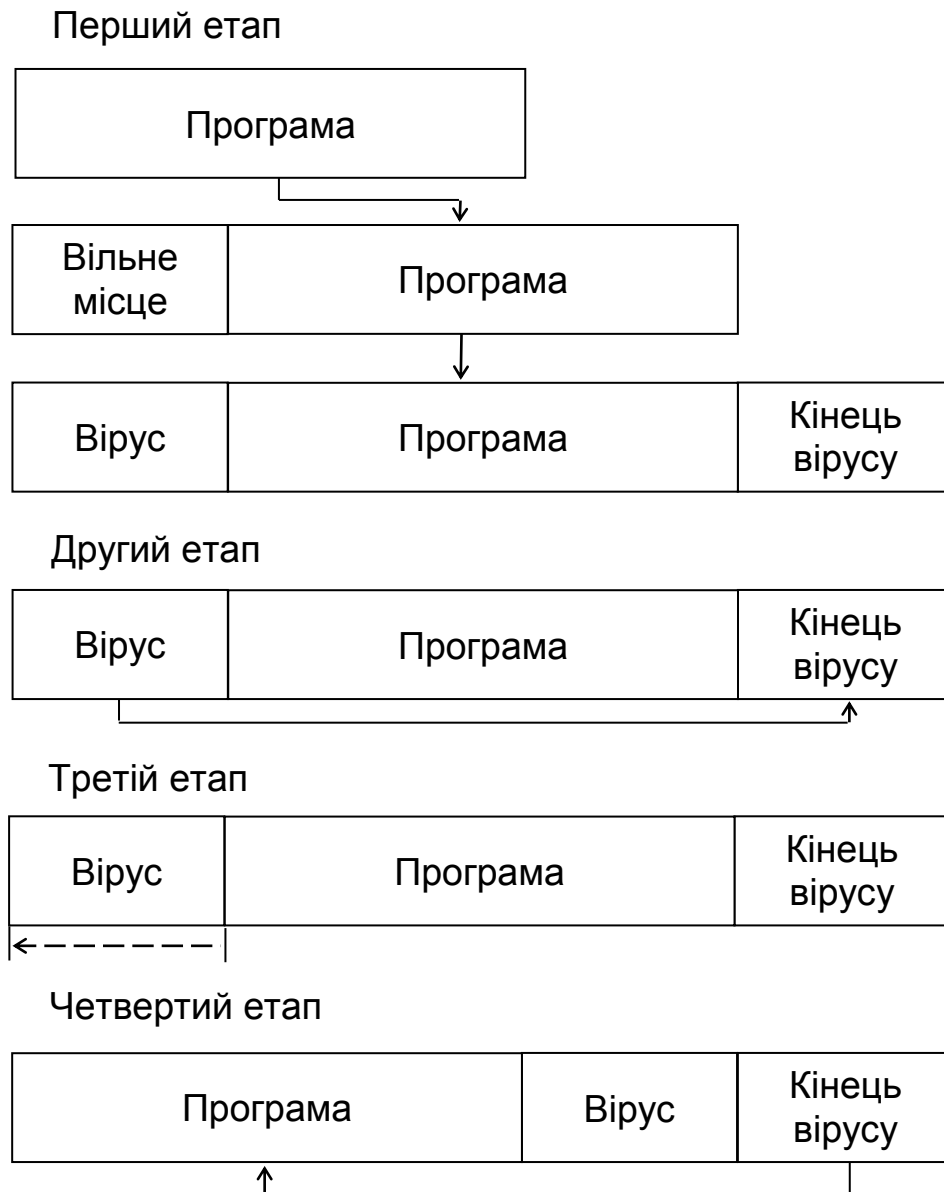 Перший етап
Програма
Вільне
місце
Програма
Вірус
Програма
Кінець
вірусу
Другий етап
Вірус
Програма
Кінець
вірусу
Третій етап
Вірус
Програма
Кінець
вірусу
Четвертий етап
Програма
Вірус
Кінець
вірусу